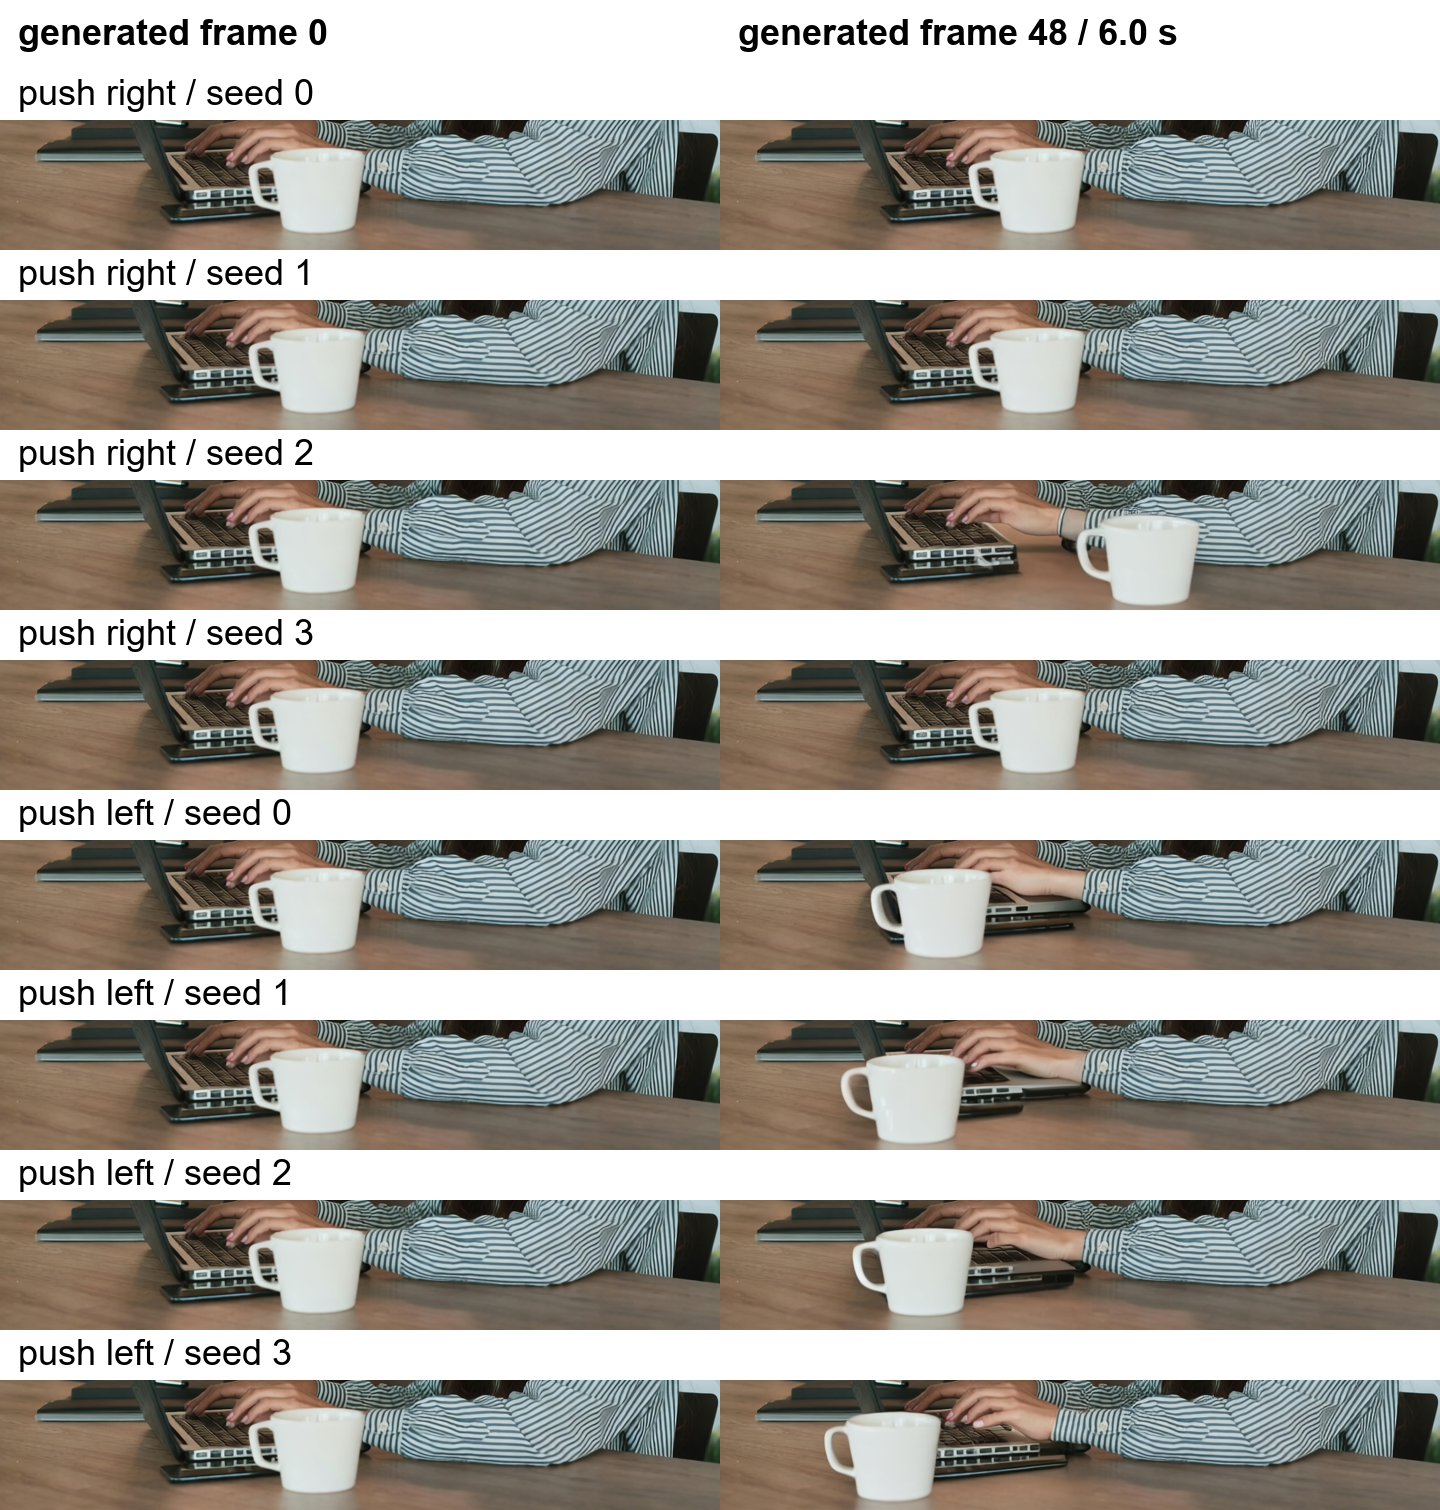 generated frame 0
generated frame 48 / 6.0 s
push right / seed 0
push right / seed 1
push right / seed 2
push right / seed 3
push left / seed 0
push left / seed 1
push left / seed 2
push left / seed 3